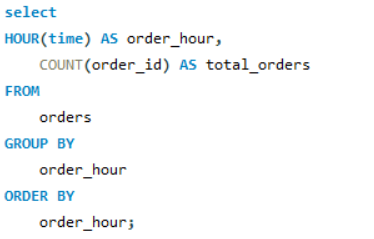 select
HOUR(time) AS order_hour,
    COUNT(order_id) AS total_orders
FROM
    orders
GROUP BY
    order_hour
ORDER BY
    order_hour;